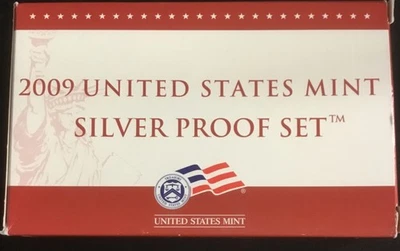 2009 UNITED STATES MINT
SILVER PROOF SET™
UNITED STATES MINT